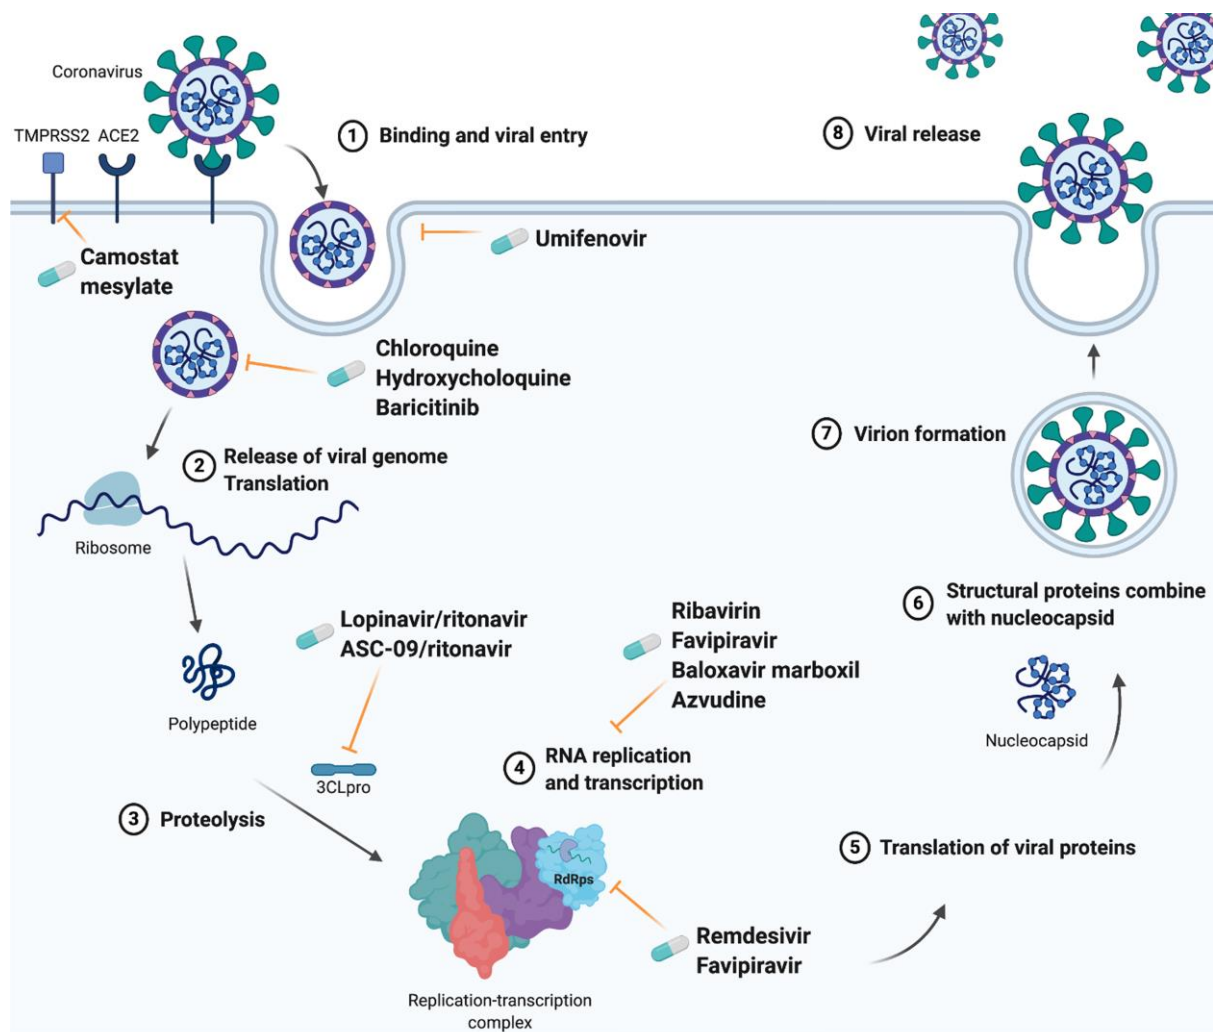 Coronavirus
TMPRSS2
ACE2
1 Binding and viral entry
8 Viral release
Camostat
mesylate
Umifenovir
Chloroquine
Hydroxycholoquine
Baricitinib
2 Release of viral genome
Translation
Ribosome
Polypeptide
Lopinavir/ritonavir
ASC-09/ritonavir
3CLpro
3 Proteolysis
Ribavirin
Favipiravir
Baloxavir marboxil
Azvudine
4 RNA replication
and transcription
RdRps
Replication-transcription
complex
Remdesivir
Favipiravir
5 Translation of viral proteins
Nucleocapsid
6 Structural proteins combine
with nucleocapsid
7 Virion formation